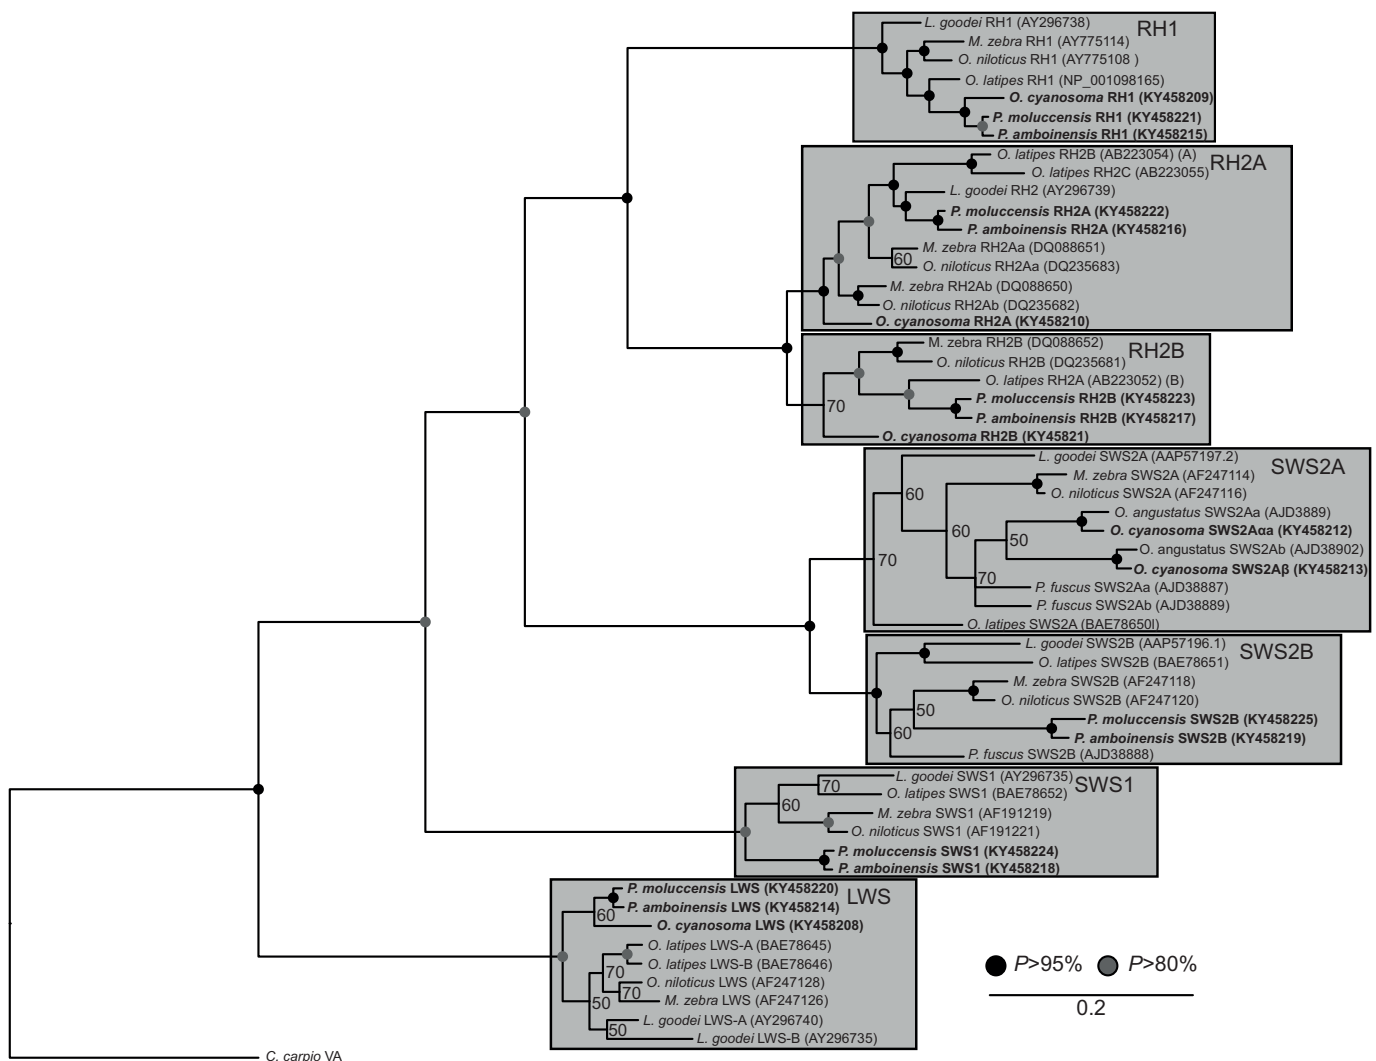 L. goodei RH1 (AY296738)
RH1
M. zebra RH1 (AY775114)
O. niloticus RH1 (AY775108 )
O. latipes RH1 (NP_001098165)
O. cyanosoma RH1 (KY458209)
P. moluccensis RH1 (KY458221)
P. amboinensis RH1 (KY458215)
O. latipes RH2B (AB223054) (A)
RH2A
O. latipes RH2C (AB223055)
L. goodei RH2 (AY296739)
P. moluccensis RH2A (KY458222)
P. amboinensis RH2A (KY458216)
M. zebra RH2Aa (DQ088651)
60
O. niloticus RH2Aa (DQ235683)
M. zebra RH2Ab (DQ088650)
O. niloticus RH2Ab (DQ235682)
O. cyanosoma RH2A (KY458210)
M. zebra RH2B (DQ088652)
RH2B
O. niloticus RH2B (DQ235681)
O. latipes RH2A (AB223052) (B)
P. moluccensis RH2B (KY458223)
70
P. amboinensis RH2B (KY458217)
O. cyanosoma RH2B (KY45821)
L. goodei SWS2A (AAP57197.2)
SWS2A
M. zebra SWS2A (AF247114)
60
O. niloticus SWS2A (AF247116)
O. angustatus SWS2Aa (AJD3889)
60
O. cyanosoma SWS2Aαa (KY458212)
50
O. angustatus SWS2Ab (AJD38902)
70
O. cyanosoma SWS2Aβ (KY458213)
70
P. fuscus SWS2Aa (AJD38887)
P. fuscus SWS2Ab (AJD38889)
O. latipes SWS2A (BAE78650l)
L. goodei SWS2B (AAP57196.1)
SWS2B
O. latipes SWS2B (BAE78651)
M. zebra SWS2B (AF247118)
O. niloticus SWS2B (AF247120)
50
P. moluccensis SWS2B (KY458225)
60
P. amboinensis SWS2B (KY458219)
P. fuscus SWS2B (AJD38888)
L. goodei SWS1 (AY296735)
SWS1
70
O. latipes SWS1 (BAE78652)
60
M. zebra SWS1 (AF191219)
O. niloticus SWS1 (AF191221)
P. moluccensis SWS1 (KY458224)
P. amboinensis SWS1 (KY458218)
P. moluccensis LWS (KY458220)
LWS
P. amboinensis LWS (KY458214)
60
O. cyanosoma LWS (KY458208)
O. latipes LWS-A (BAE78645)
O. latipes LWS-B (BAE78646)
70
O. niloticus LWS (AF247128)
70
M. zebra LWS (AF247126)
50
L. goodei LWS-A (AY296740)
50
L. goodei LWS-B (AY296735)
P>95% P>80%
0.2
C. carpio VA